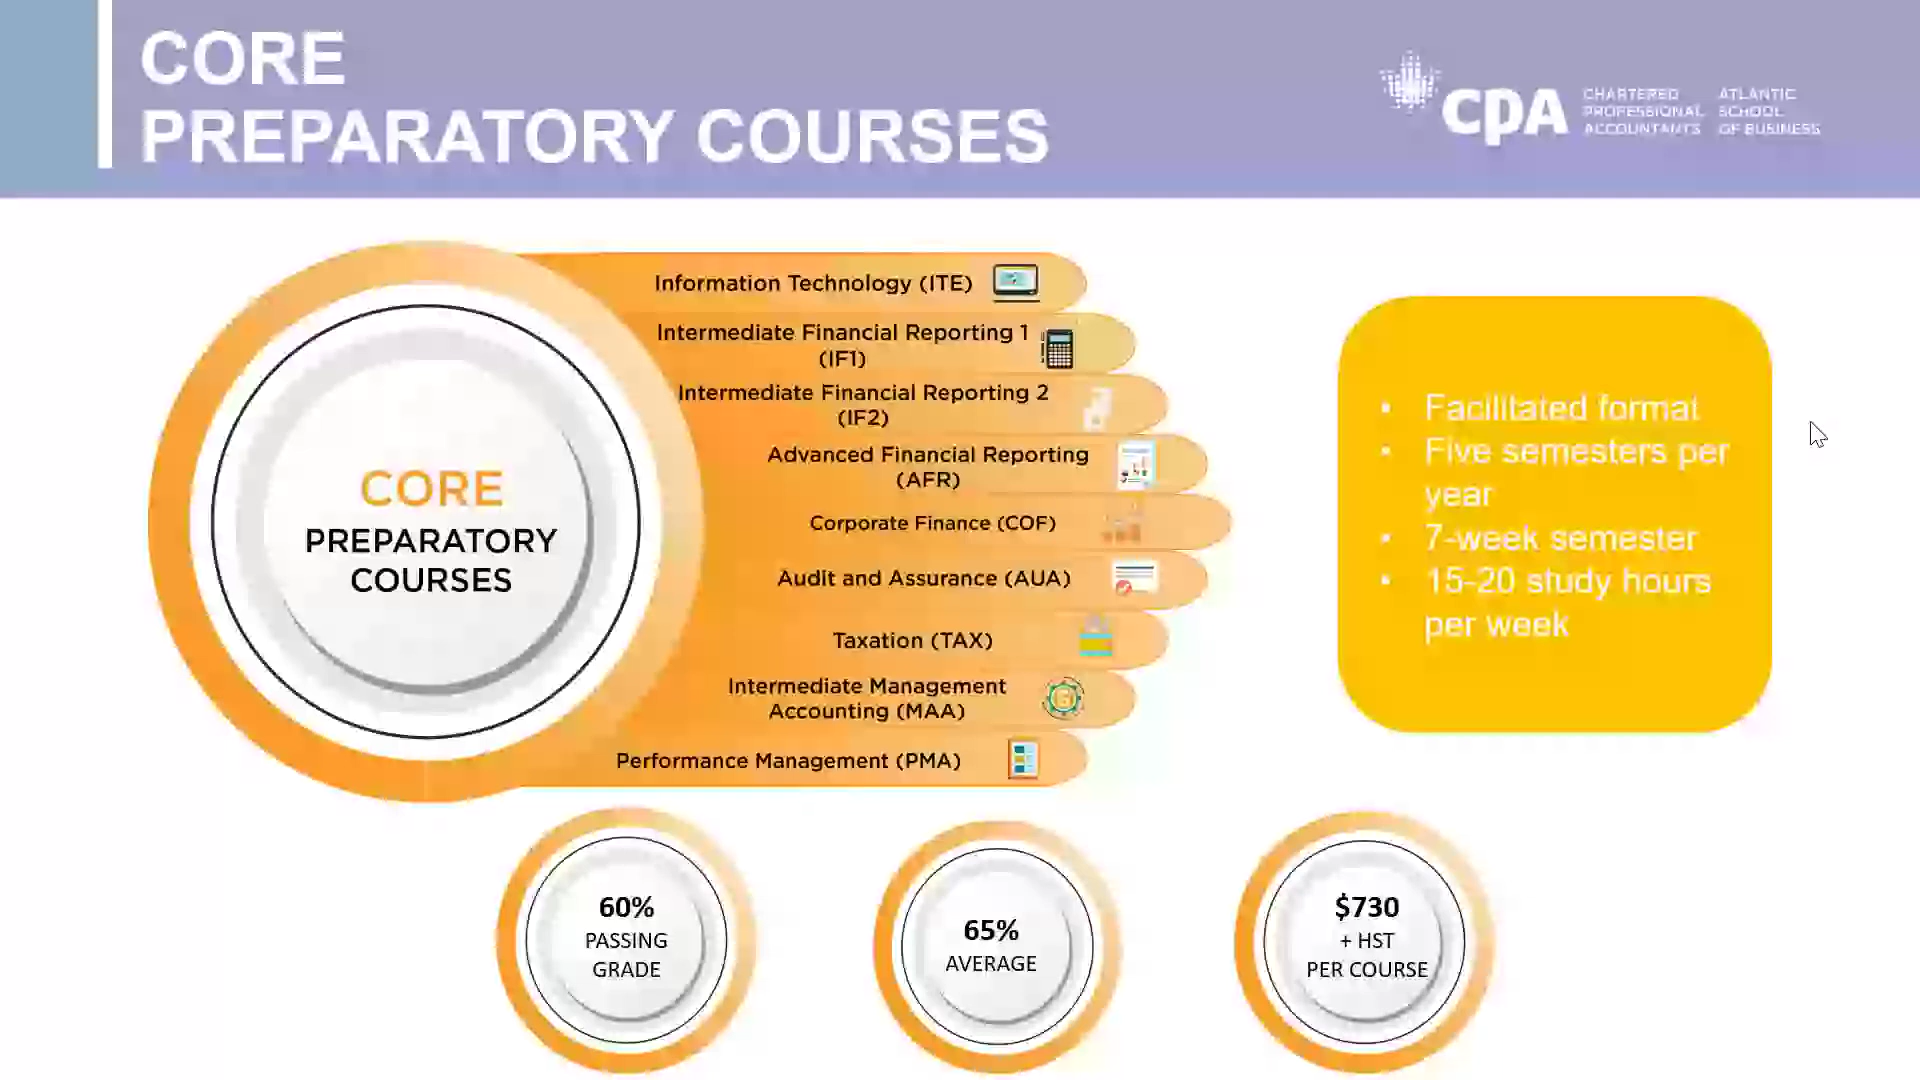 CORE
PREPARATORY COURSES
cpa
CHARTERED
PROFESSIONAL
ACCOUNTANTS
ATLANTIC
SCHOOL
OF BUSINESS
CORE
PREPARATORY
COURSES
Information Technology (ITE)
Intermediate Financial Reporting 1
(IF1)
Intermediate Financial Reporting 2
(IF2)
Advanced Financial Reporting
(AFR)
Corporate Finance (COF)
Audit and Assurance (AUA)
Taxation (TAX)
Intermediate Management
Accounting (MAA)
Performance Management (PMA)
• Facilitated format
• Five semesters per
year
• 7-week semester
• 15-20 study hours
per week
60%
PASSING
GRADE
65%
AVERAGE
$730
+ HST
PER COURSE